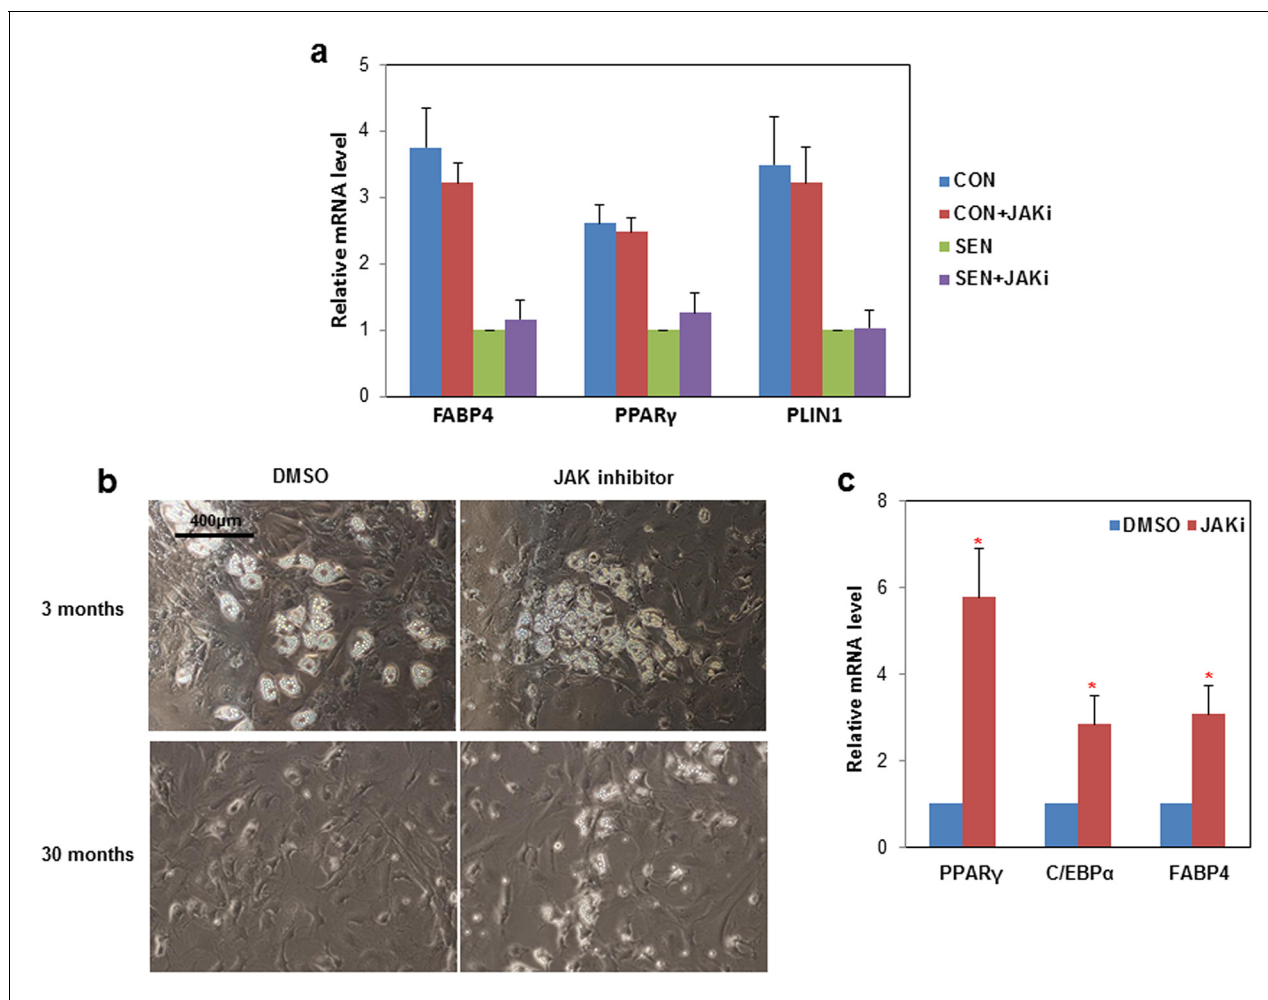 a
5
4
3
2
1
0
Relative mRNA level
FABP4
PPARγ
PLIN1
CON
CON+JAKi
SEN
SEN+JAKi
b
DMSO
JAK inhibitor
400µm
3 months
30 months
c
8
6
4
2
0
Relative mRNA level
DMSO
JAKi
*
*
*
PPARγ
C/EBPα
FABP4